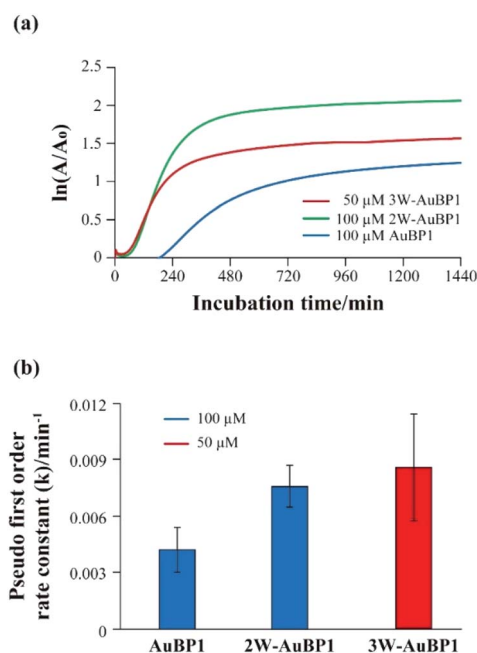 (a)
ln(A/A₀)
2.5
2
1.5
1
0.5
0
50 µM 3W-AuBP1
100 µM 2W-AuBP1
100 µM AuBP1
0 240 480 720 960 1200 1440
Incubation time/min
(b)
Pseudo first order
rate constant (k)/min⁻¹
0.012
0.009
0.006
0.003
0
100 µM
50 µM
AuBP1 2W-AuBP1 3W-AuBP1